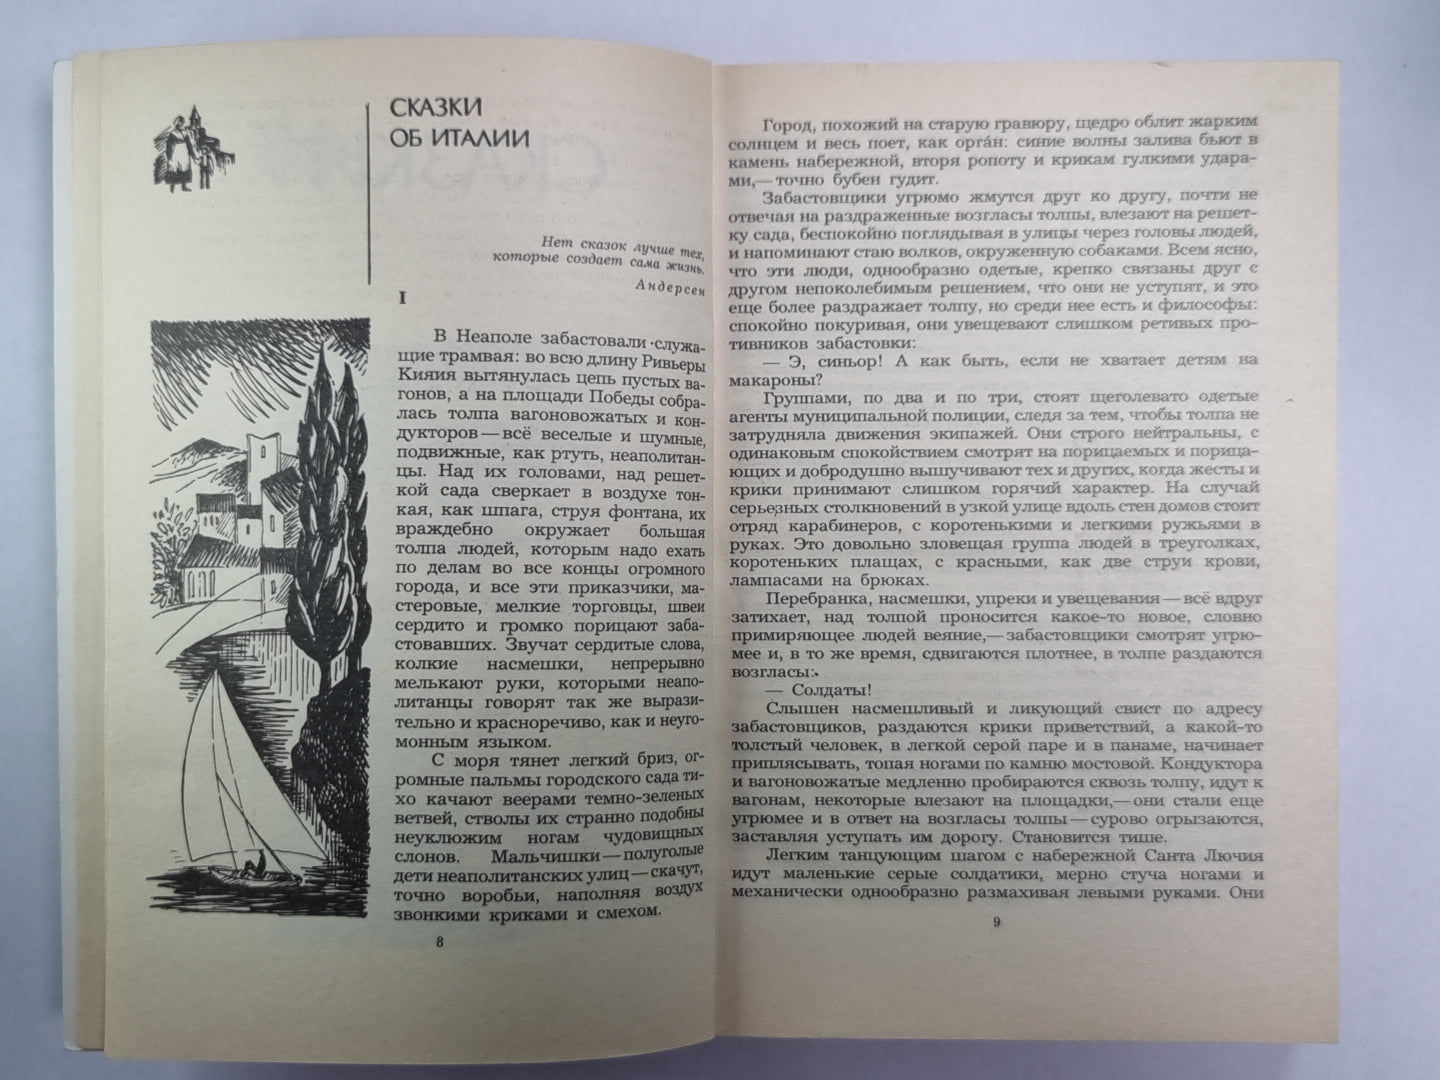 СКАЗКИ
ОБ ИТАЛИИ
Нет сказок лучше тех,
которые создает сама жизнь.
Андерсен
I
В Неаполе забастовали служа-
щие трамвая: во всю длину Ривьеры
Кияия вытянулась цепь пустых ва-
гонов, а на площади Победы собра-
лась толпа вагоновожатых и кон-
дукторов — всё веселые и шумные,
подвижные, как ртуть, неаполитан-
цы. Над их головами, над решет-
кой сада сверкает в воздухе тон-
кая, как шпага, струя фонтана, их
враждебно окружает большая
толпа людей, которым надо ехать
по делам во все концы огромного
города, и все эти приказчики, ма-
стеровые, мелкие торговцы, швеи
сердито и громко порицают заба-
стовавших. Звучат сердитые слова,
колкие насмешки, непрерывно
мелькают руки, которыми неапо-
литанцы говорят так же вырази-
тельно и красноречиво, как и неуго-
монным языком.
С моря тянет легкий бриз, ог-
ромные пальмы городского сада ти-
хо качают веерами темно-зеленых
ветвей, стволы их странно подобны
неуклюжим ногам чудовищных
слонов. Мальчишки — полуголые
дети неаполитанских улиц — скачут,
точно воробьи, наполняя воздух
звонкими криками и смехом.
8
Город, похожий на старую гравюру, щедро облит жарким
солнцем и весь поет, как орга́н: синие волны залива бьют в
камень набережной, вторя ропоту и крикам гулкими удара-
ми,— точно бубен гудит.
Забастовщики угрюмо жмутся друг ко другу, почти не
отвечая на раздраженные возгласы толпы, влезают на решет-
ку сада, беспокойно поглядывая в улицы через головы людей,
и напоминают стаю волков, окруженную собаками. Всем ясно,
что эти люди, однообразно одетые, крепко связаны друг с
другом непоколебимым решением, что они не уступят, и это
еще более раздражает толпу, но среди нее есть и философы:
спокойно покуривая, они увещевают слишком ретивых про-
тивников забастовки:
— Э, синьор! А как быть, если не хватает детям на
макароны?
Группами, по два и по три, стоят щеголевато одетые
агенты муниципальной полиции, следя за тем, чтобы толпа не
затрудняла движения экипажей. Они строго нейтральны, с
одинаковым спокойствием смотрят на порицаемых и порица-
ющих и добродушно вышучивают тех и других, когда жесты и
крики принимают слишком горячий характер. На случай
серьезных столкновений в узкой улице вдоль стен домов стоит
отряд карабинеров, с коротенькими и легкими ружьями в
руках. Это довольно зловещая группа людей в треуголках,
коротеньких плащах, с красными, как две струи крови,
лампасами на брюках.
Перебранка, насмешки, упреки и увещевания — всё вдруг
затихает, над толпой проносится какое-то новое, словно
примиряющее людей веяние,— забастовщики смотрят угрю-
мее и, в то же время, сдвигаются плотнее, в толпе раздаются
возгласы:
— Солдаты!
Слышен насмешливый и ликующий свист по адресу
забастовщиков, раздаются крики приветствий, а какой-то
толстый человек, в легкой серой паре и в панаме, начинает
приплясывать, топая ногами по камню мостовой. Кондуктора
и вагоновожатые медленно пробираются сквозь толпу, идут к
вагонам, некоторые влезают на площадки,— они стали еще
угрюмее и в ответ на возгласы толпы — сурово огрызаются,
заставляя уступать им дорогу. Становится тише.
Легким танцующим шагом с набережной Санта Лючия
идут маленькие серые солдатики, мерно стуча ногами и
механически однообразно размахивая левыми руками. Они
9